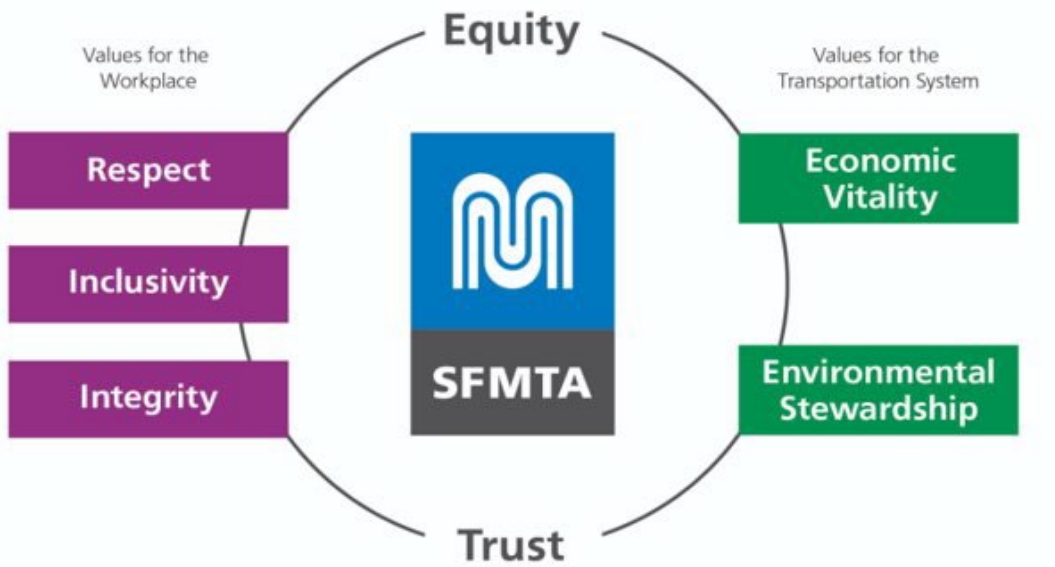 Equity
Values for the
Workplace
Respect
Inclusivity
Integrity
SFMTA
Values for the
Transportation System
Economic
Vitality
Environmental
Stewardship
Trust